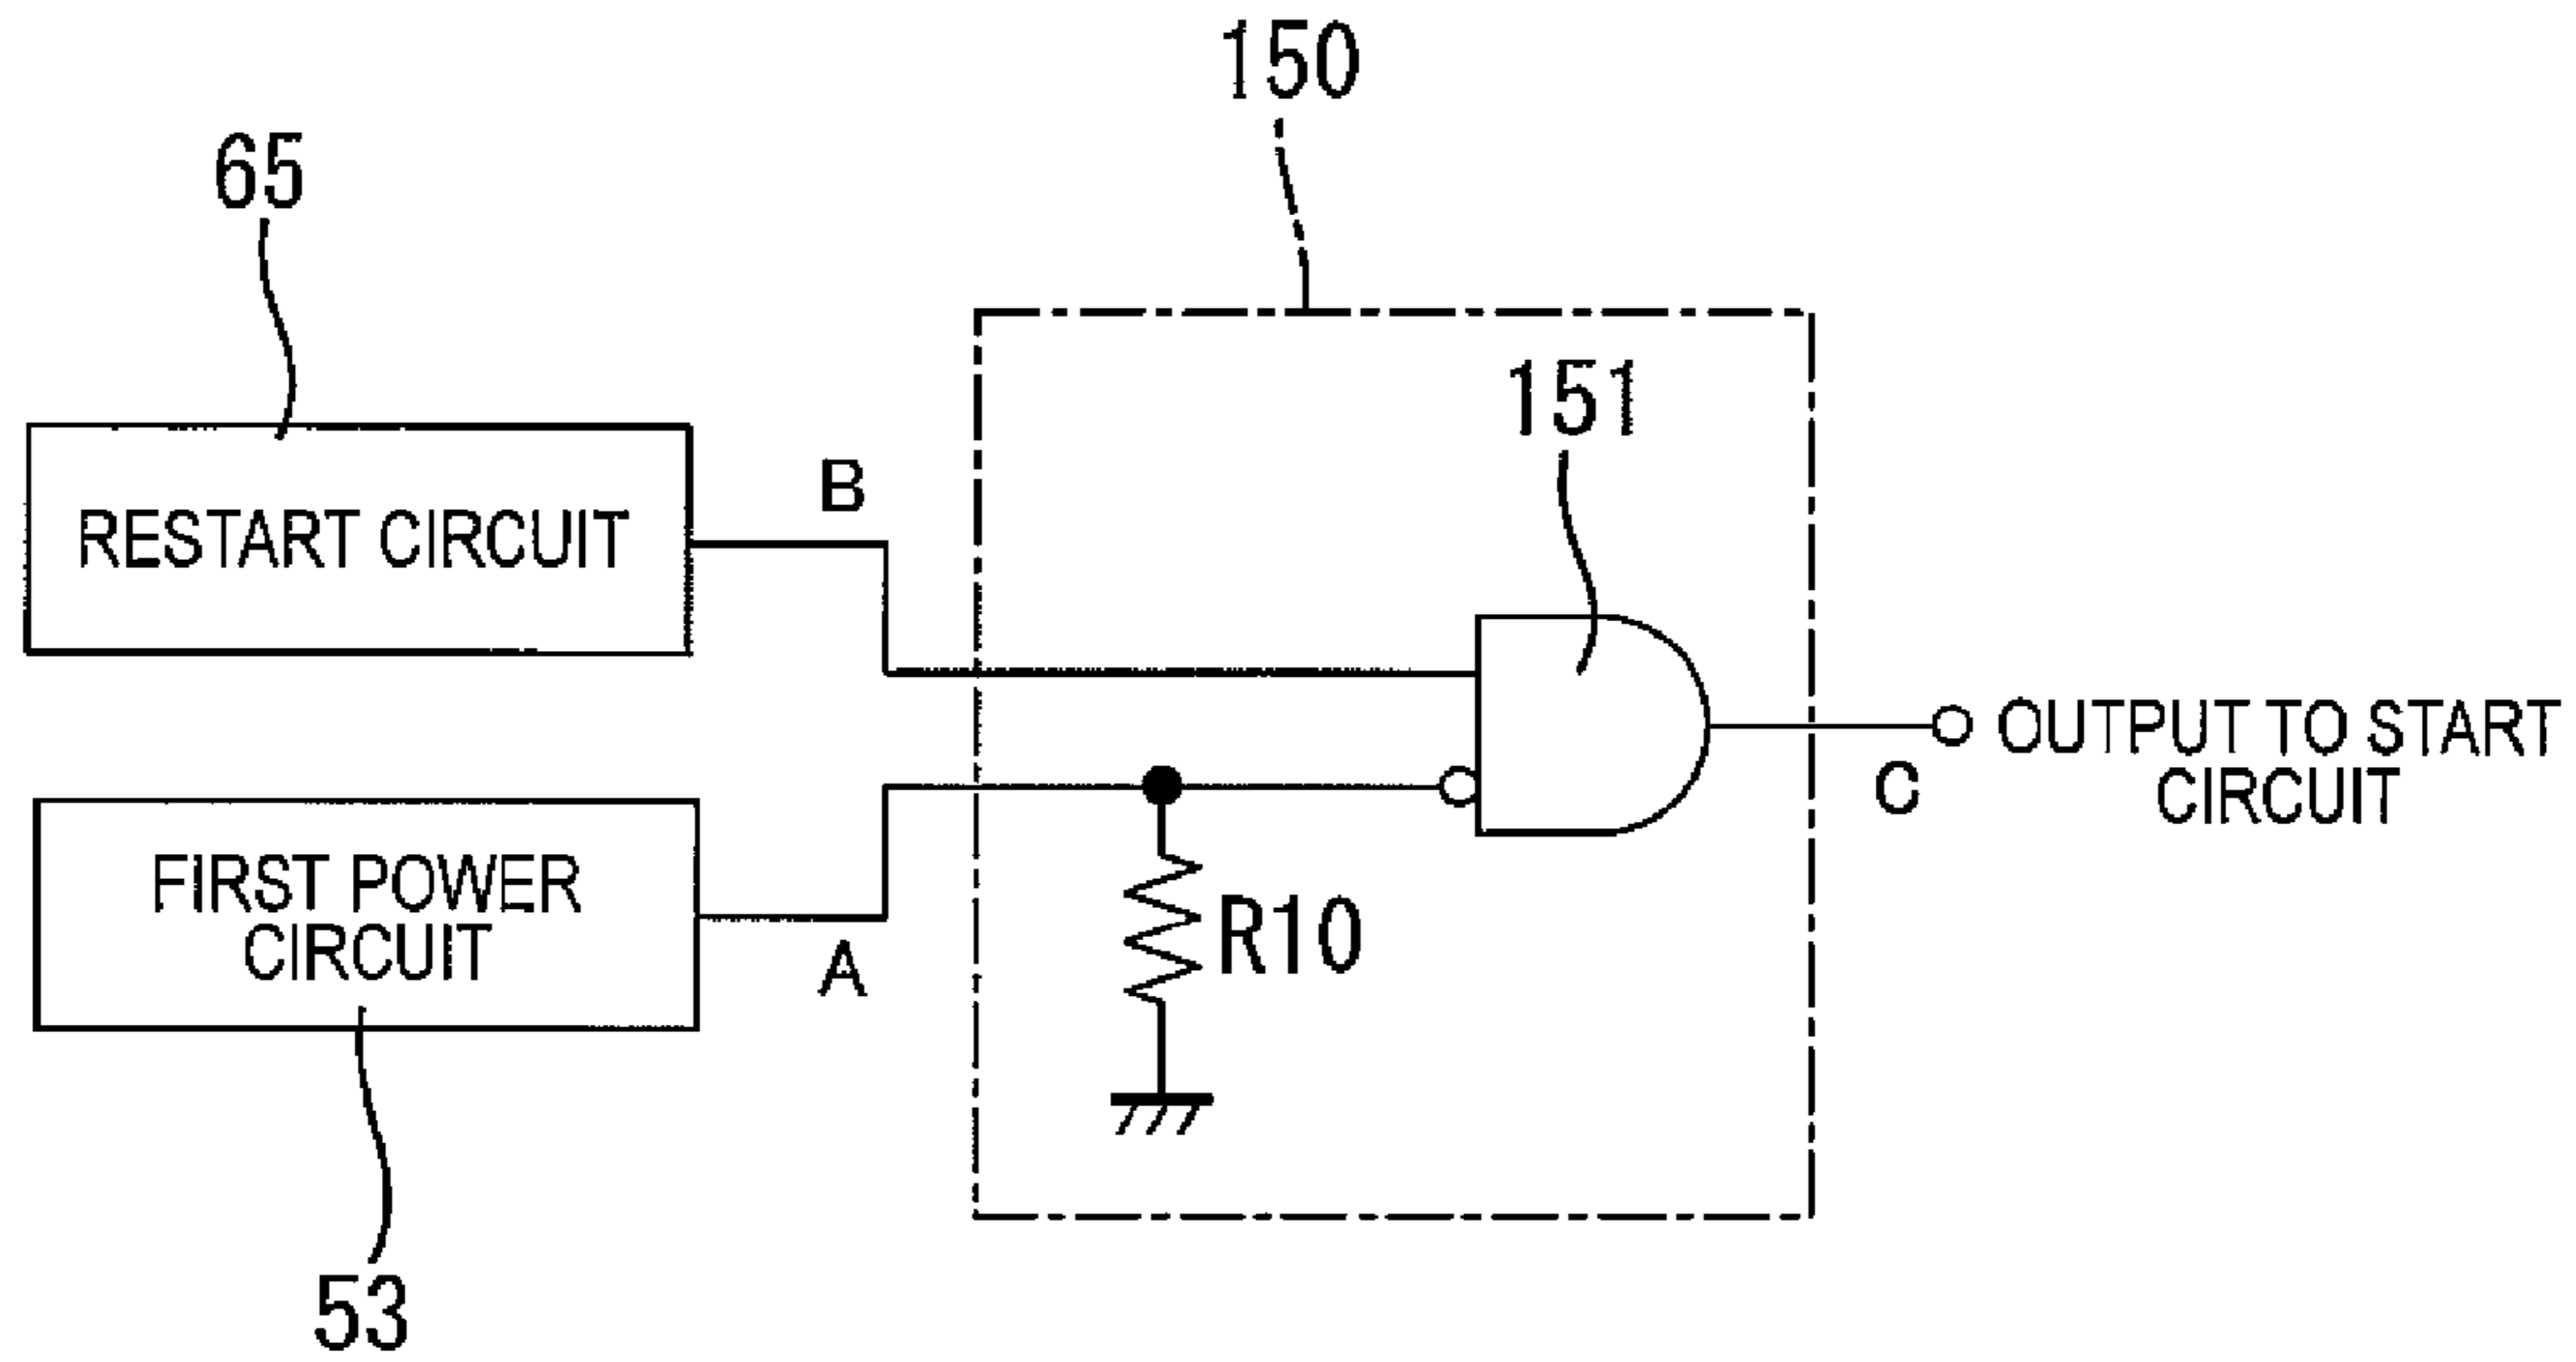 150
65
151
B
RESTART CIRCUIT
OUTPUT TO START
CIRCUIT
C
FIRST POWER
CIRCUIT
A
R10
53